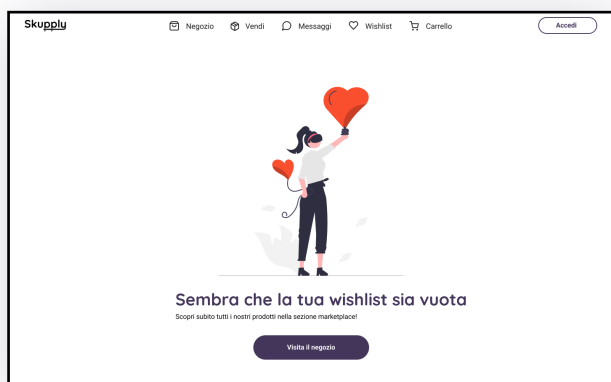 Skupply
Negozio Vendi Messaggi Wishlist Carrello Accedi
Sembra che la tua wishlist sia vuota
Scopri subito tutti i nostri prodotti nella sezione marketplace!
Visita il negozio